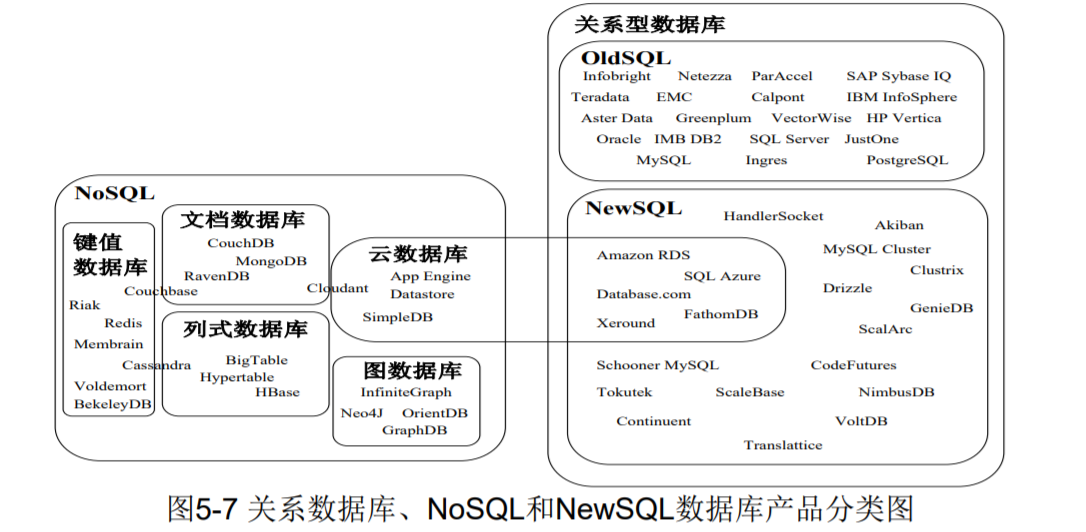 关系型数据库
OldSQL
Infobright Netezza ParAccel SAP Sybase IQ
Teradata EMC Calpont IBM InfoSphere
Aster Data Greenplum VectorWise HP Vertica
Oracle IMB DB2 SQL Server JustOne
MySQL Ingres PostgreSQL
NoSQL
键值
数据库
Couchbase
Riak
Redis
Membrain
Cassandra
Voldemort
BekeleyDB
文档数据库
CouchDB
MongoDB
RavenDB
Cloudant
列式数据库
BigTable
Hypertable
HBase
云数据库
App Engine
Datastore
SimpleDB
图数据库
InfiniteGraph
Neo4J OrientDB
GraphDB
NewSQL
HandlerSocket
Akiban
MySQL Cluster
Amazon RDS
Clustrix
SQL Azure
Drizzle
Database.com
GenieDB
FathomDB
Xeround
ScalArc
Schooner MySQL CodeFutures
Tokutek ScaleBase NimbusDB
Continuent VoltDB
Translattice
图5-7 关系数据库、NoSQL和NewSQL数据库产品分类图